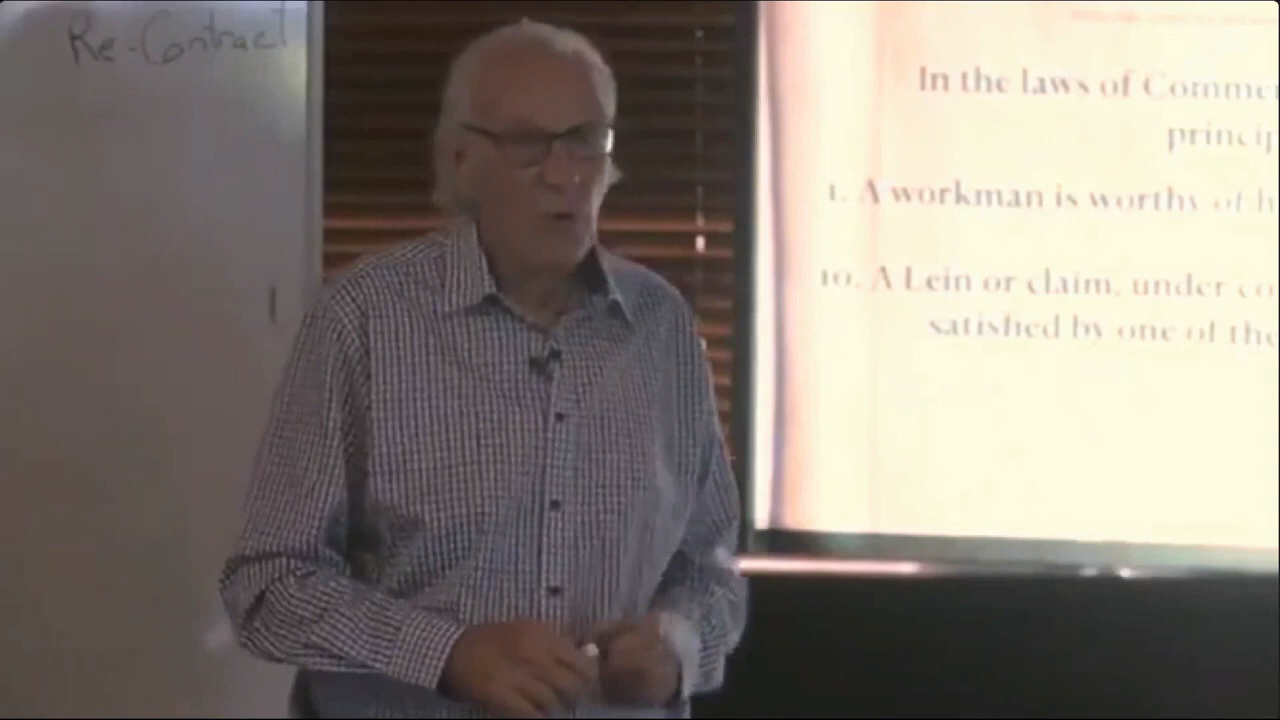 Re-Contract
In the laws of Comme
princip
1. A workman is worthy of h
10. A Lein or claim, under co
satisfied by one of the